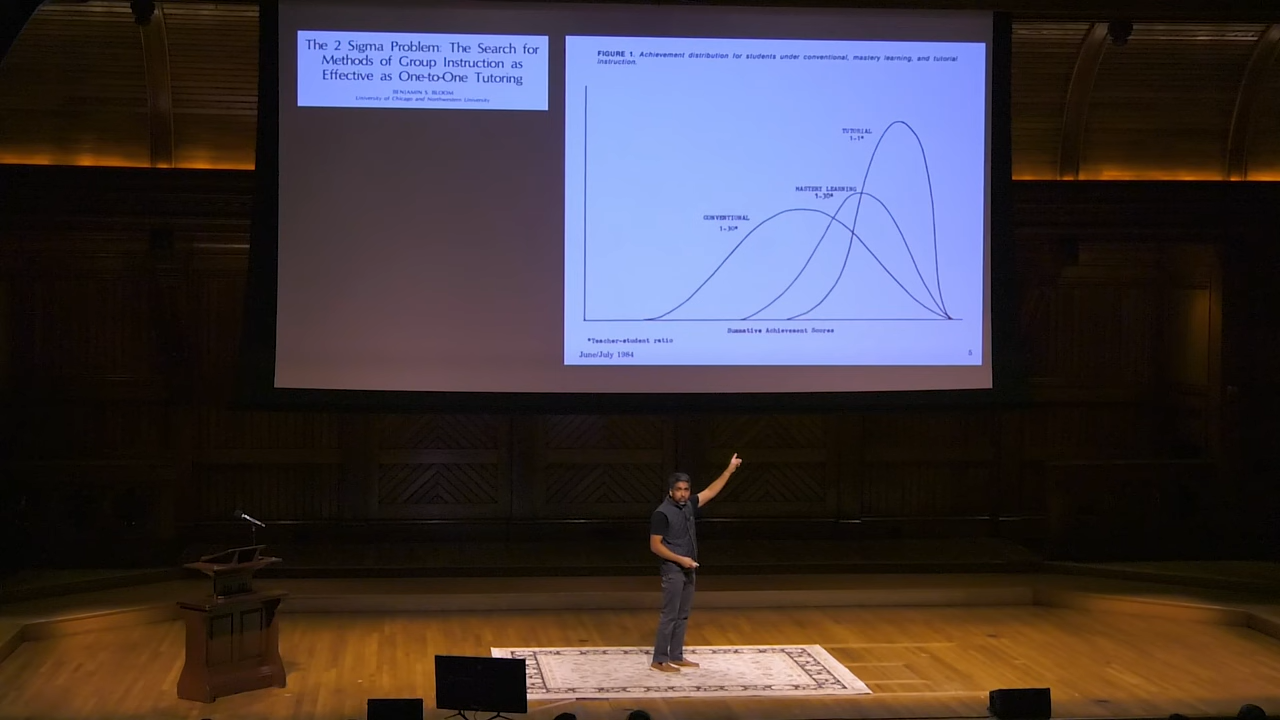 The 2 Sigma Problem: The Search for
Methods of Group Instruction as
Effective as One-to-One Tutoring
BENJAMIN S. BLOOM
University of Chicago and Northwestern University
FIGURE 1. Achievement distribution for students under conventional, mastery learning, and tutorial
instruction.
TUTORIAL
1-1*
MASTERY LEARNING
1-30*
CONVENTIONAL
1-30*
Summative Achievement Scores
*Teacher-student ratio
June/July 1984
5